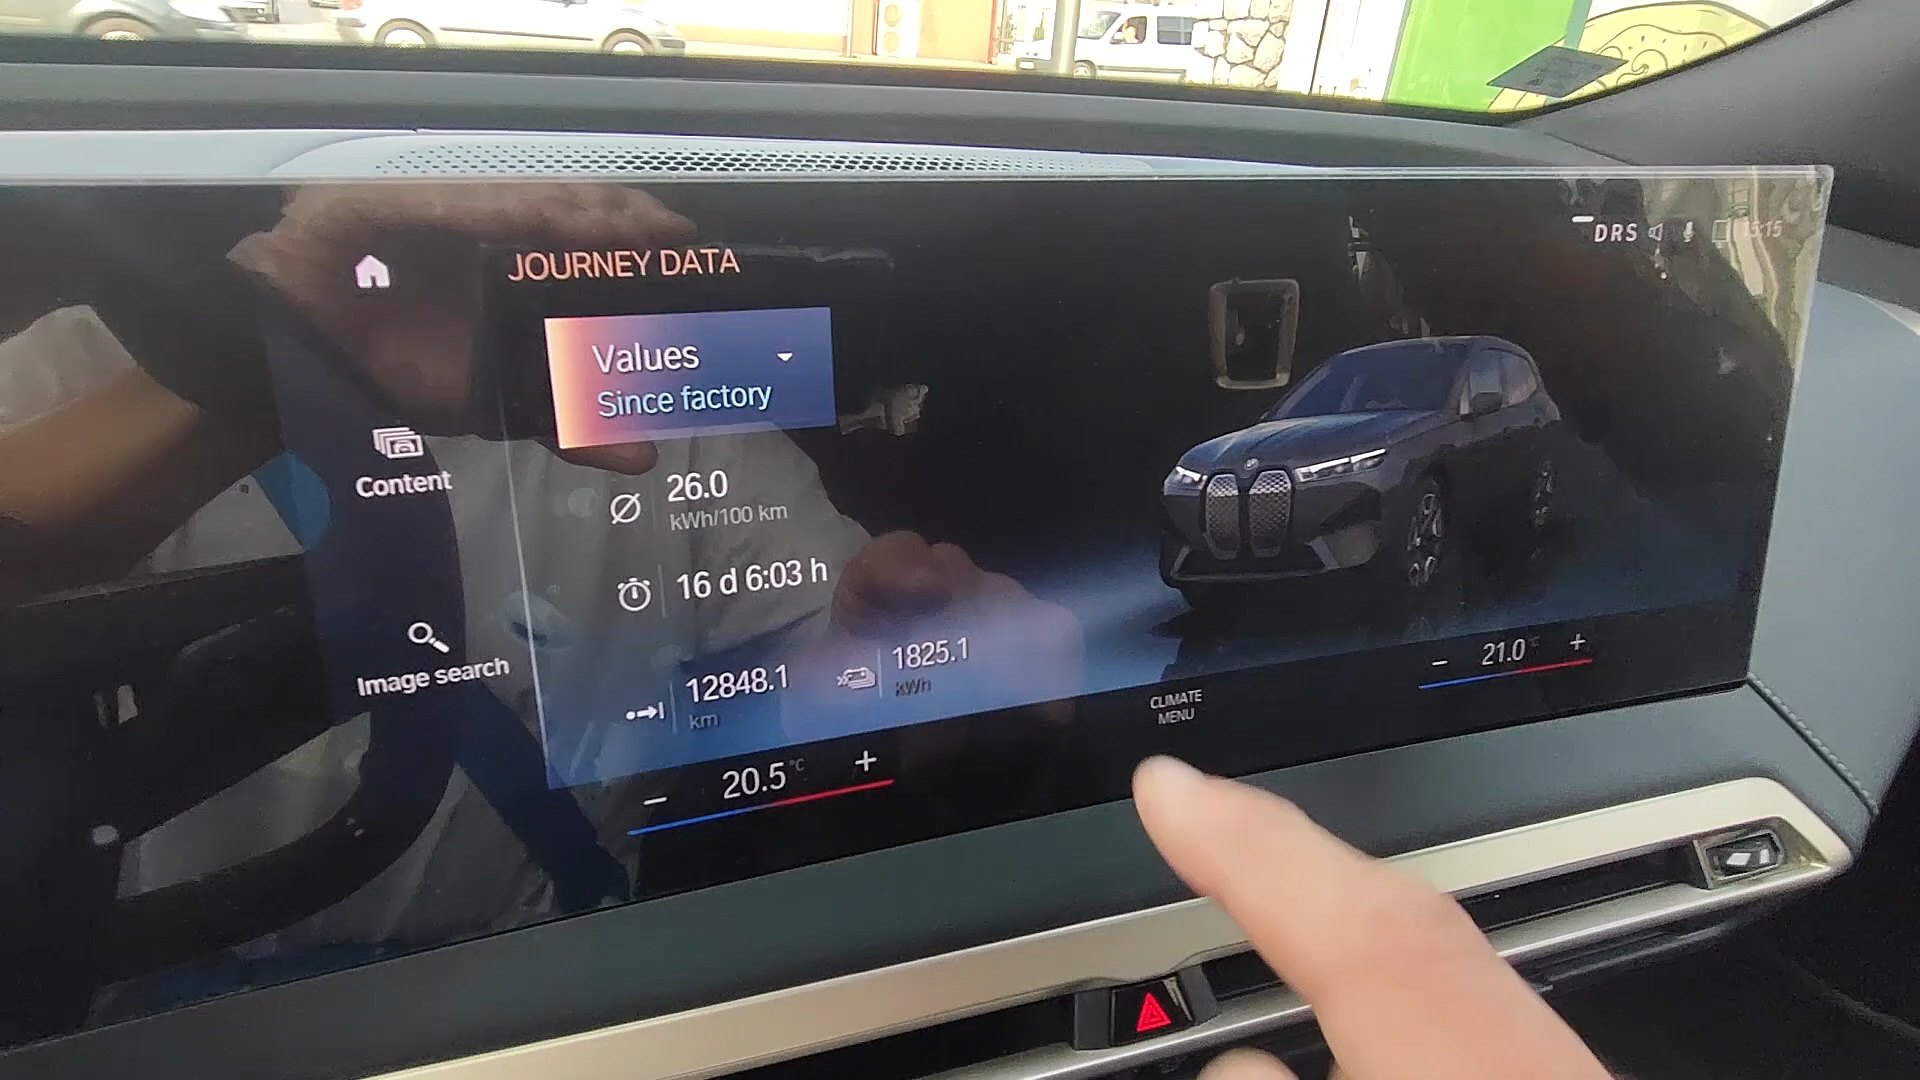 DRS
15:15
JOURNEY DATA
Values
Since factory
Content
26.0
kWh/100 km
16 d 6:03 h
Image search
12848.1
km
1825.1
kWh
20.5 °C
CLIMATE
MENU
21.0 °C